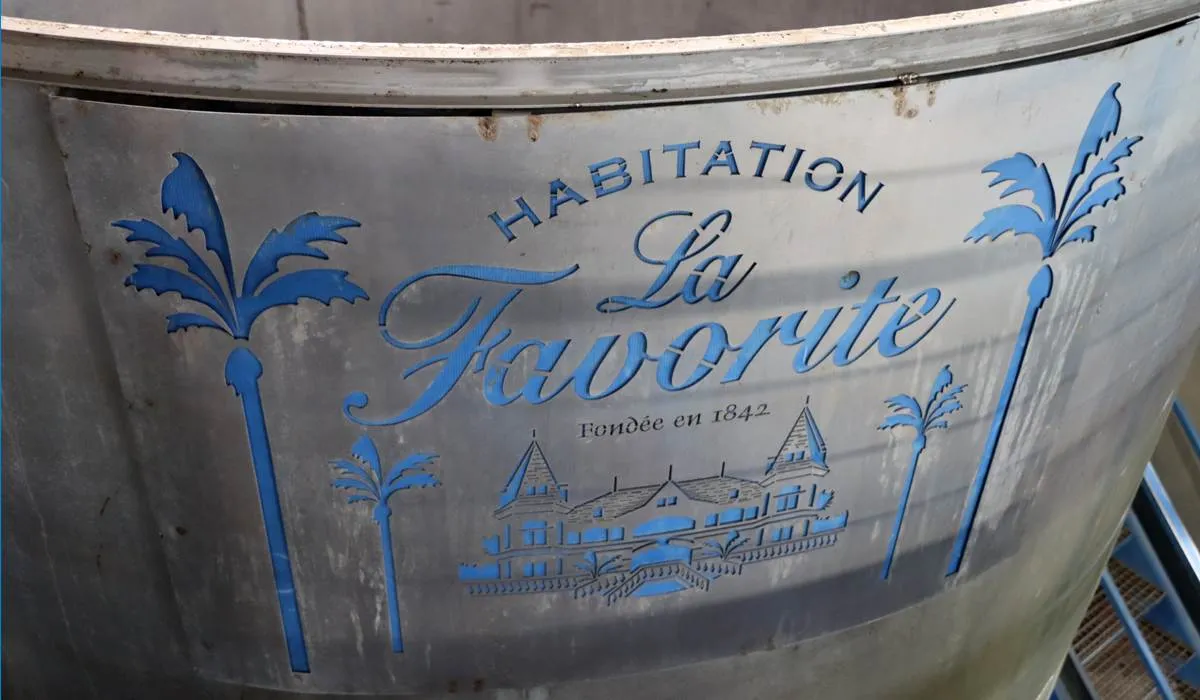 HABITATION
La
Favorite
Fondée en 1842